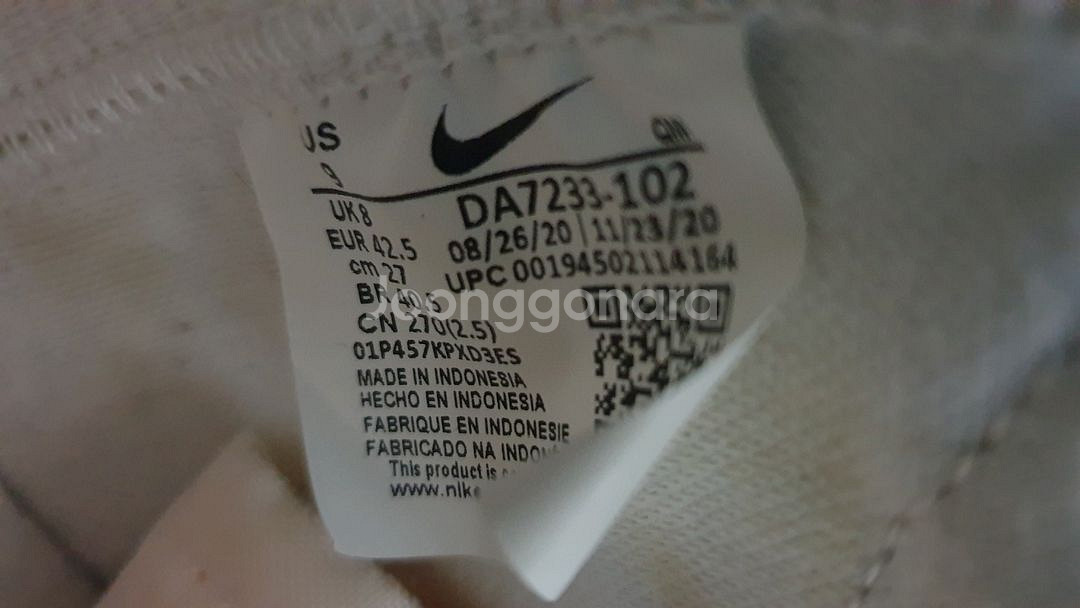 US
9
UK 8
EUR 42.5
cm 27
BR 40.5
CN 270(2.5)
QN
DA7233-102
08/26/20 | 11/23/20
UPC 00194502114164
01P457KPXD3ES
MADE IN INDONESIA
HECHO EN INDONESIA
FABRIQUE EN INDONESIE
FABRICADO NA
This product is
www.nike
Joonggonara